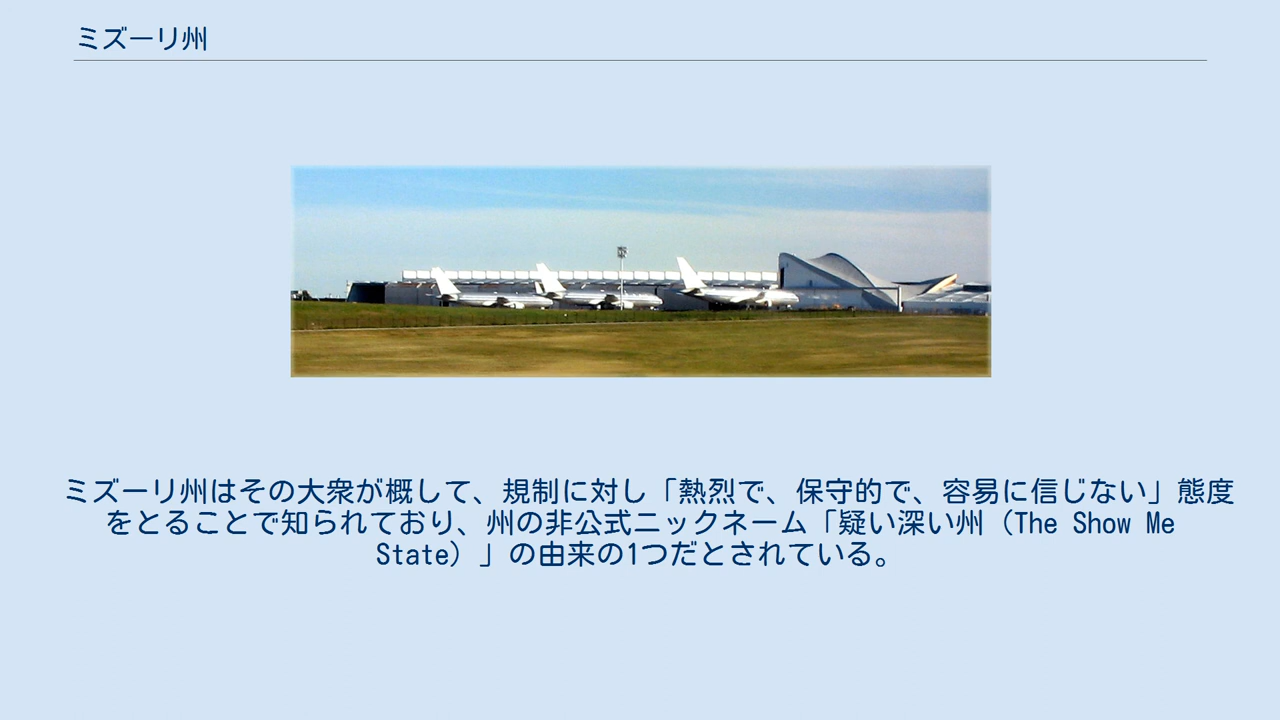 ミズーリ州
ミズーリ州はその大衆が概して、規制に対し「熱烈で、保守的で、容易に信じない」態度
をとることで知られており、州の非公式ニックネーム「疑い深い州（The Show Me
State）」の由来の1つだとされている。